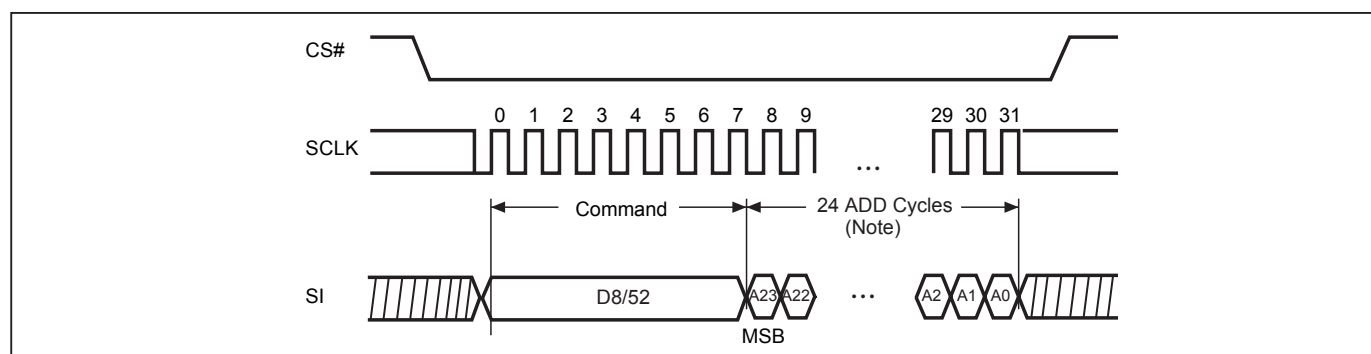 CS#
0 1 2 3 4 5 6 7 8 9 29 30 31
SCLK
...
Command
24 ADD Cycles
(Note)
SI
D8/52
A23 A22 ... A2 A1 A0
MSB